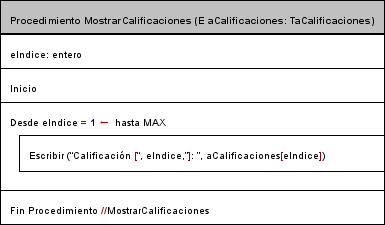 Procedimiento MostrarCalificaciones (E aCalificaciones: TaCalificaciones)
eIndice: entero
Inicio
Desde eIndice = 1 ← hasta MAX
Escribir ("Calificación [", eIndice,"]: ", aCalificaciones[eIndice])
Fin Procedimiento //MostrarCalificaciones